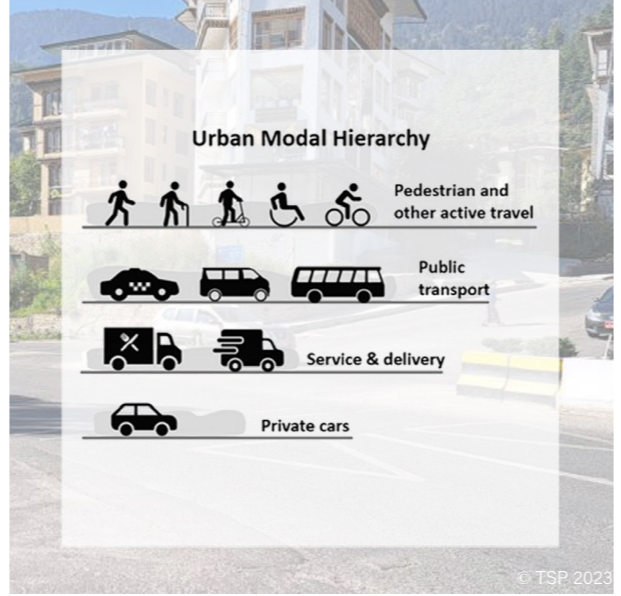 Urban Modal Hierarchy
Pedestrian and
other active travel
Public
transport
Service & delivery
Private cars
© TSP 2023